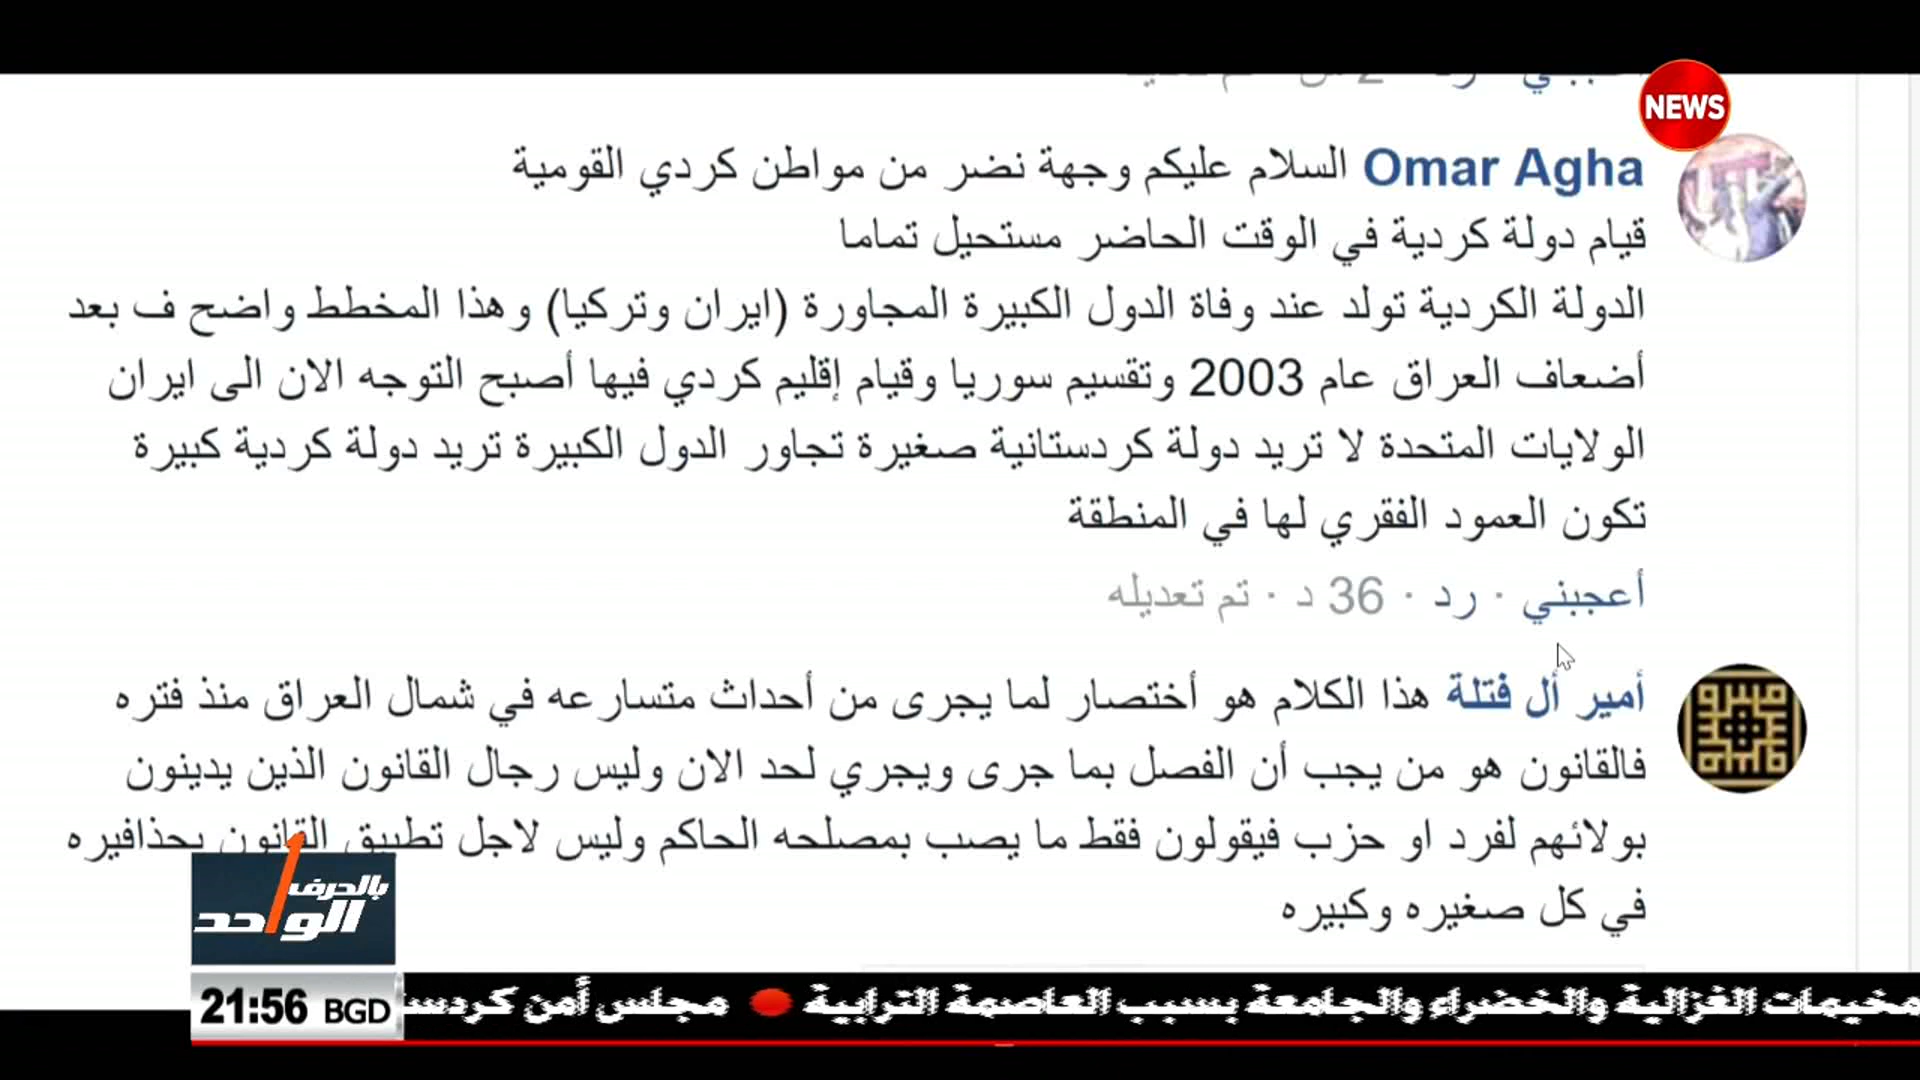 NEWS
Omar Agha السلام عليكم وجهة نضر من مواطن كردي القومية
قيام دولة كردية في الوقت الحاضر مستحيل تماما
الدولة الكردية تولد عند وفاة الدول الكبيرة المجاورة (ايران وتركيا) وهذا المخطط واضح ف بعد
أضعاف العراق عام 2003 وتقسيم سوريا وقيام إقليم كردي فيها أصبح التوجه الان الى ايران
الولايات المتحدة لا تريد دولة كردستانية صغيرة تجاور الدول الكبيرة تريد دولة كردية كبيرة
تكون العمود الفقري لها في المنطقة
أعجبني · رد · 36 د · تم تعديله
أمير أل فتلة هذا الكلام هو أختصار لما يجرى من أحداث متسارعه في شمال العراق منذ فتره
فالقانون هو من يجب أن الفصل بما جرى ويجري لحد الان وليس رجال القانون الذين يدينون
بولائهم لفرد او حزب فيقولون فقط ما يصب بمصلحه الحاكم وليس لاجل تطبيق القانون بحذافيره
في كل صغيره وكبيره
بالحرف
الواحد
21:56 BGD
مخيمات الغزالية والخضراء والجامعة بسبب العاصمة الترابية
مجلس أمن كردسـ